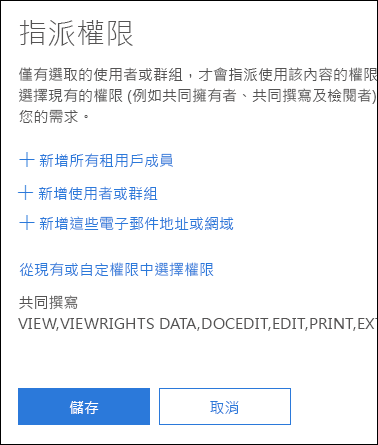 指派權限
僅有選取的使用者或群組，才會指派使用該內容的權限
選擇現有的權限 (例如共同擁有者、共同撰寫及檢閱者)
您的需求。
＋ 新增所有租用戶成員
＋ 新增使用者或群組
＋ 新增這些電子郵件地址或網域
從現有或自定權限中選擇權限
共同撰寫
VIEW,VIEWRIGHTS DATA,DOCEDIT,EDIT,PRINT,EXT
儲存
取消